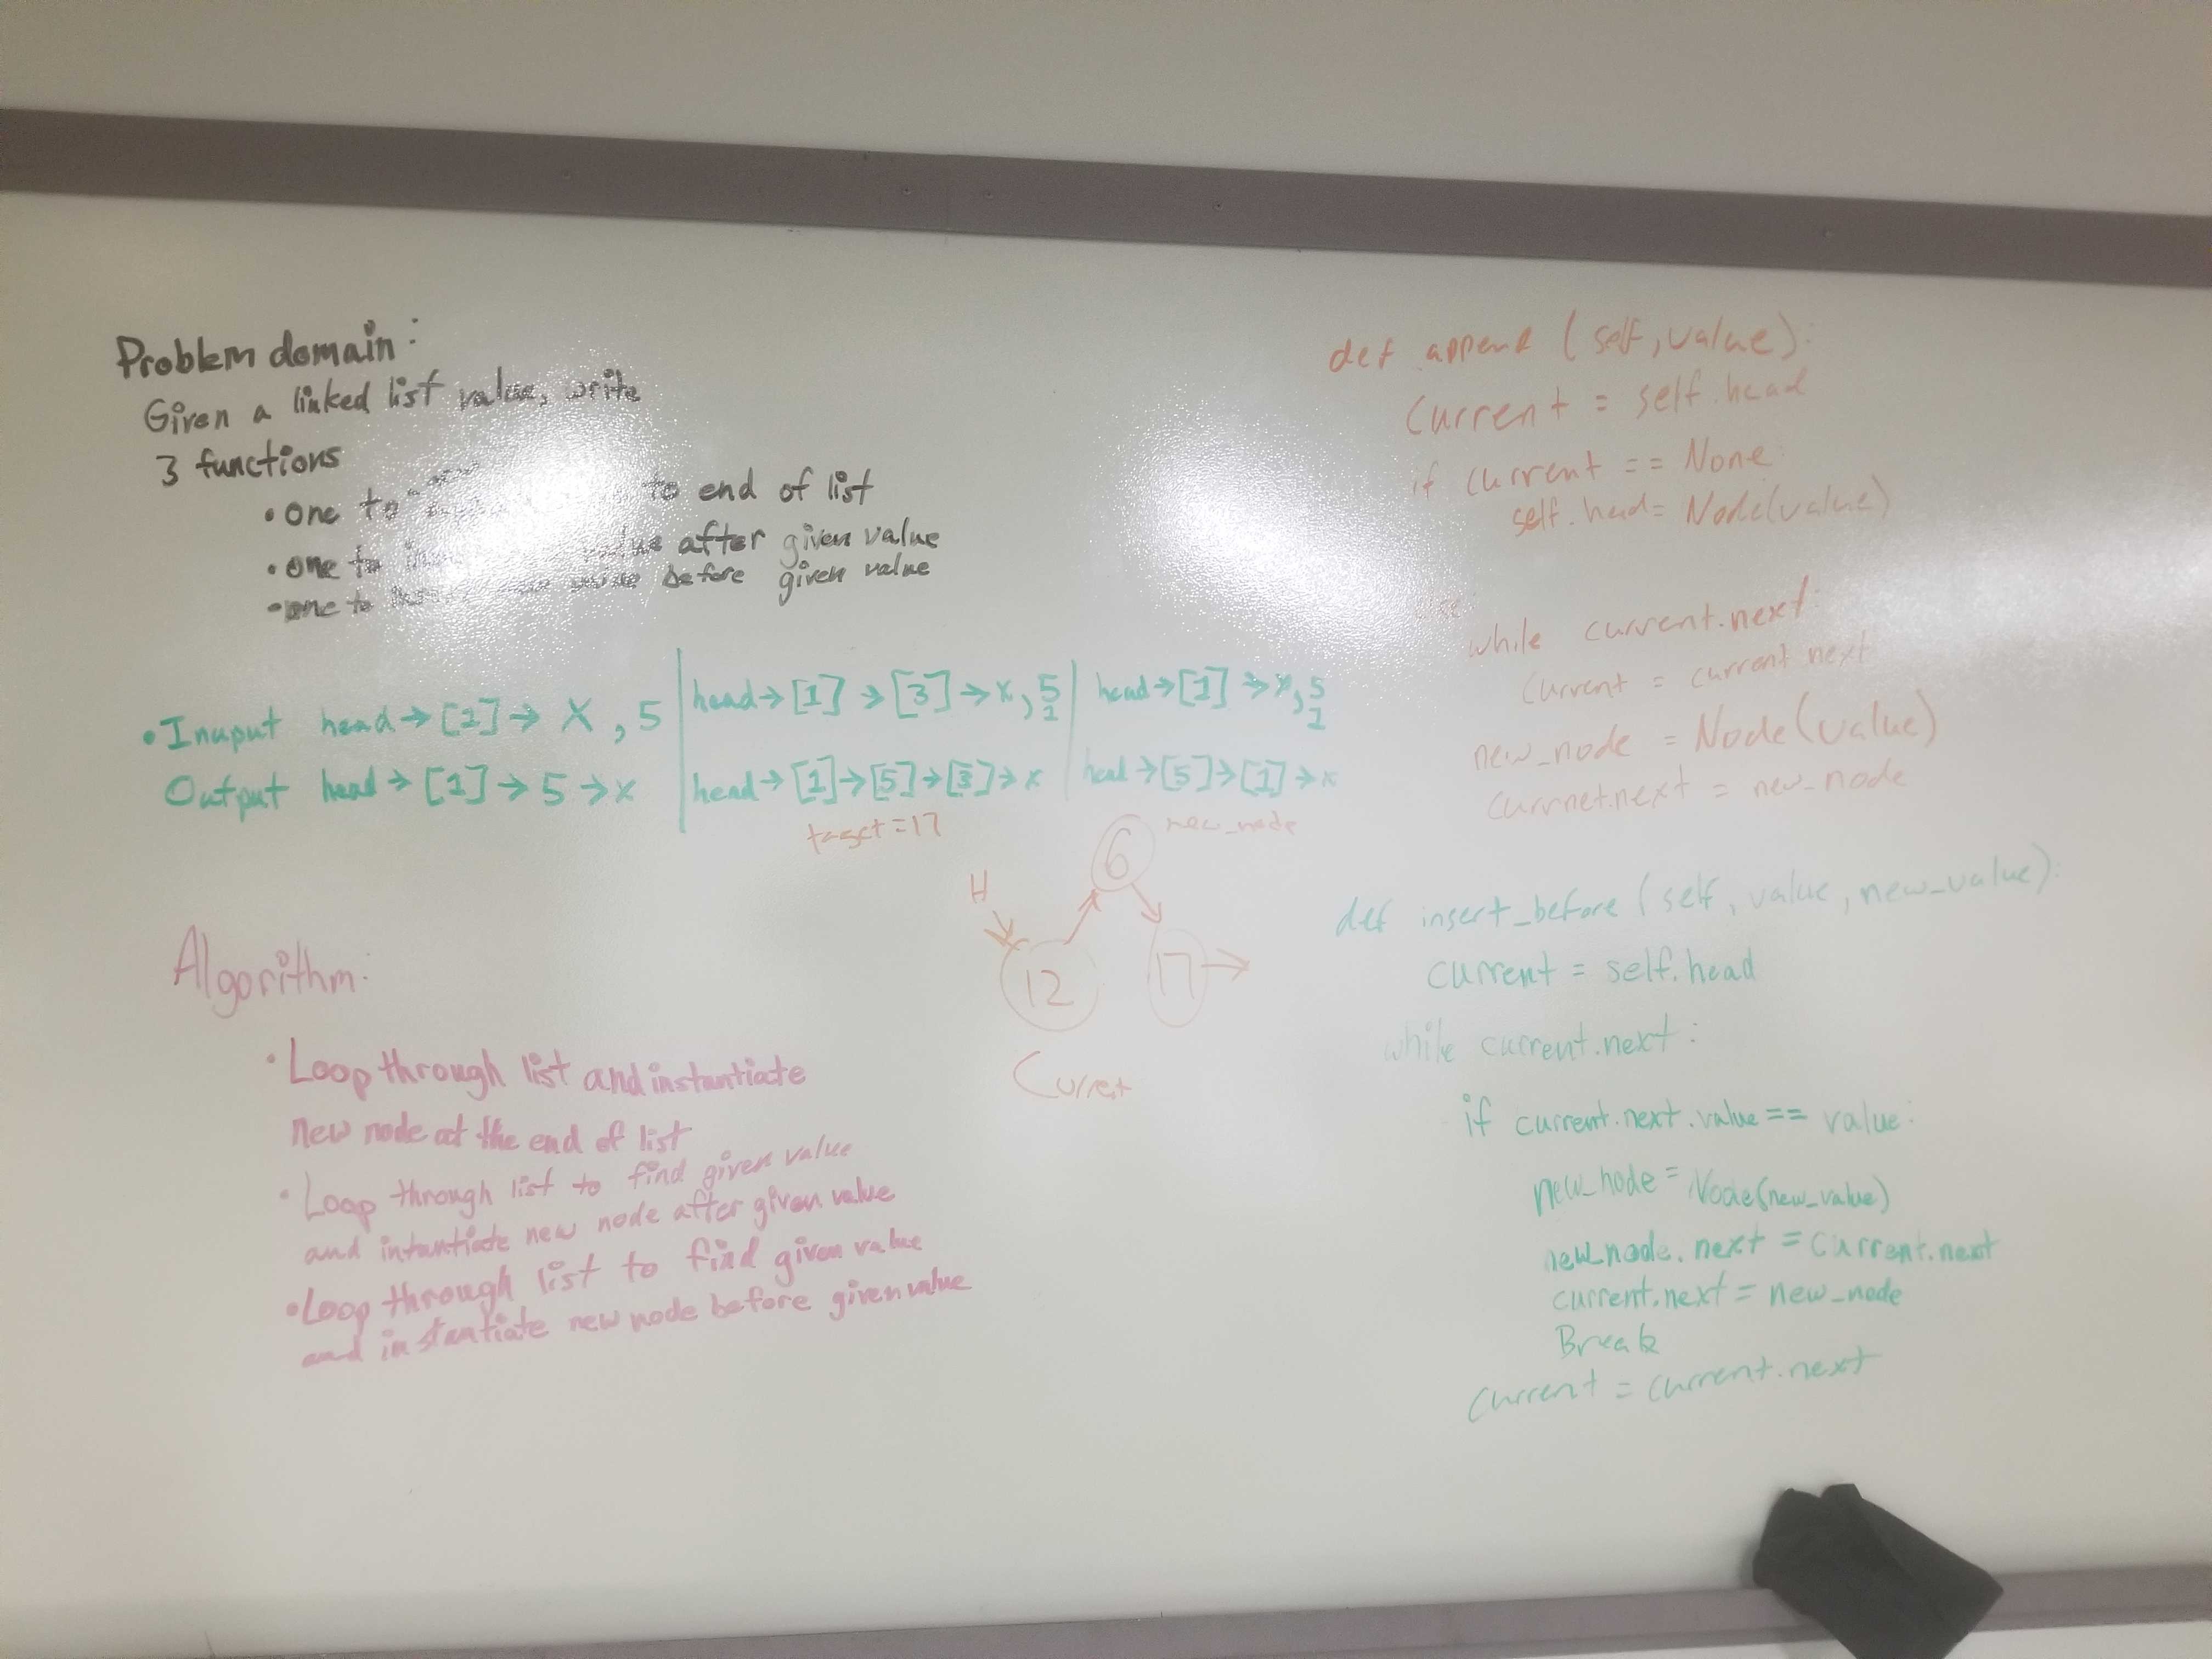 Problem domain:
Given a linked list value, write
3 functions
• one to to end of list
• one to value after given value
• one to value before given value
• Inuput head → [1] → X , 5 | head → [1] → [3] → x , 5 1 | head → [1] → x , 5 1
Output head → [1] → 5 → x | head → [1] → [5] → [3] → x | head → [5] → [1] → x
target = 17
new_node
6
H
12
17
Curret
Algorithm:
• Loop through list and instantiate
new node at the end of list
• Loop through list to find given value
and intantiate new node after given value
• Loop through list to find given value
and instantiate new node before given value
def append (self, value):
Current = self.head
if current == None:
self.head = Node(value)
while current.next:
Current = current.next
new_node = Node(value)
Currnet.next = new_node
def insert_before (self, value, new_value):
current = self.head
while current.next:
if current.next.value == value:
new_node = Node(new_value)
new_node.next = current.next
current.next = new_node
Break
Current = current.next